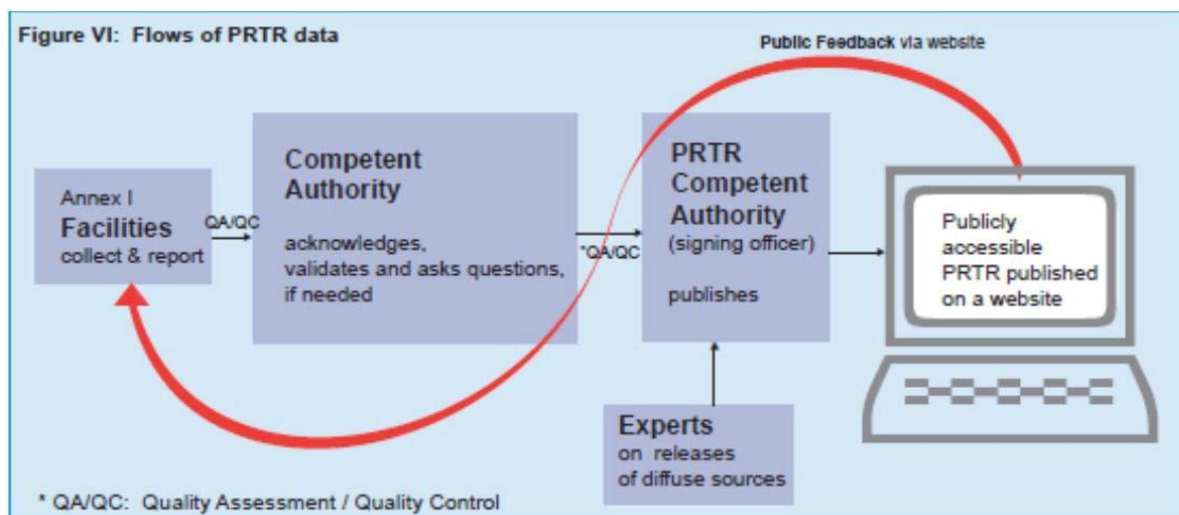 Figure VI: Flows of PRTR data
Public Feedback via website
Annex I
Facilities
collect & report
QA/QC
Competent
Authority
acknowledges,
validates and asks questions,
if needed
*QA/QC
PRTR
Competent
Authority
(signing officer)
publishes
Publicly
accessible
PRTR published
on a website
Experts
on releases
of diffuse sources
* QA/QC: Quality Assessment / Quality Control